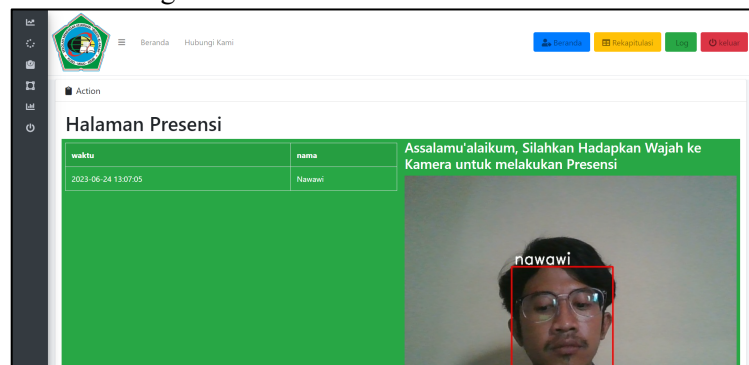 Beranda Hubungi Kami
Beranda Rekapitulasi Log keluar
Action
Halaman Presensi
waktu nama
2023-06-24 13:07:05 Nawawi
Assalamu'alaikum, Silahkan Hadapkan Wajah ke
Kamera untuk melakukan Presensi
nawawi